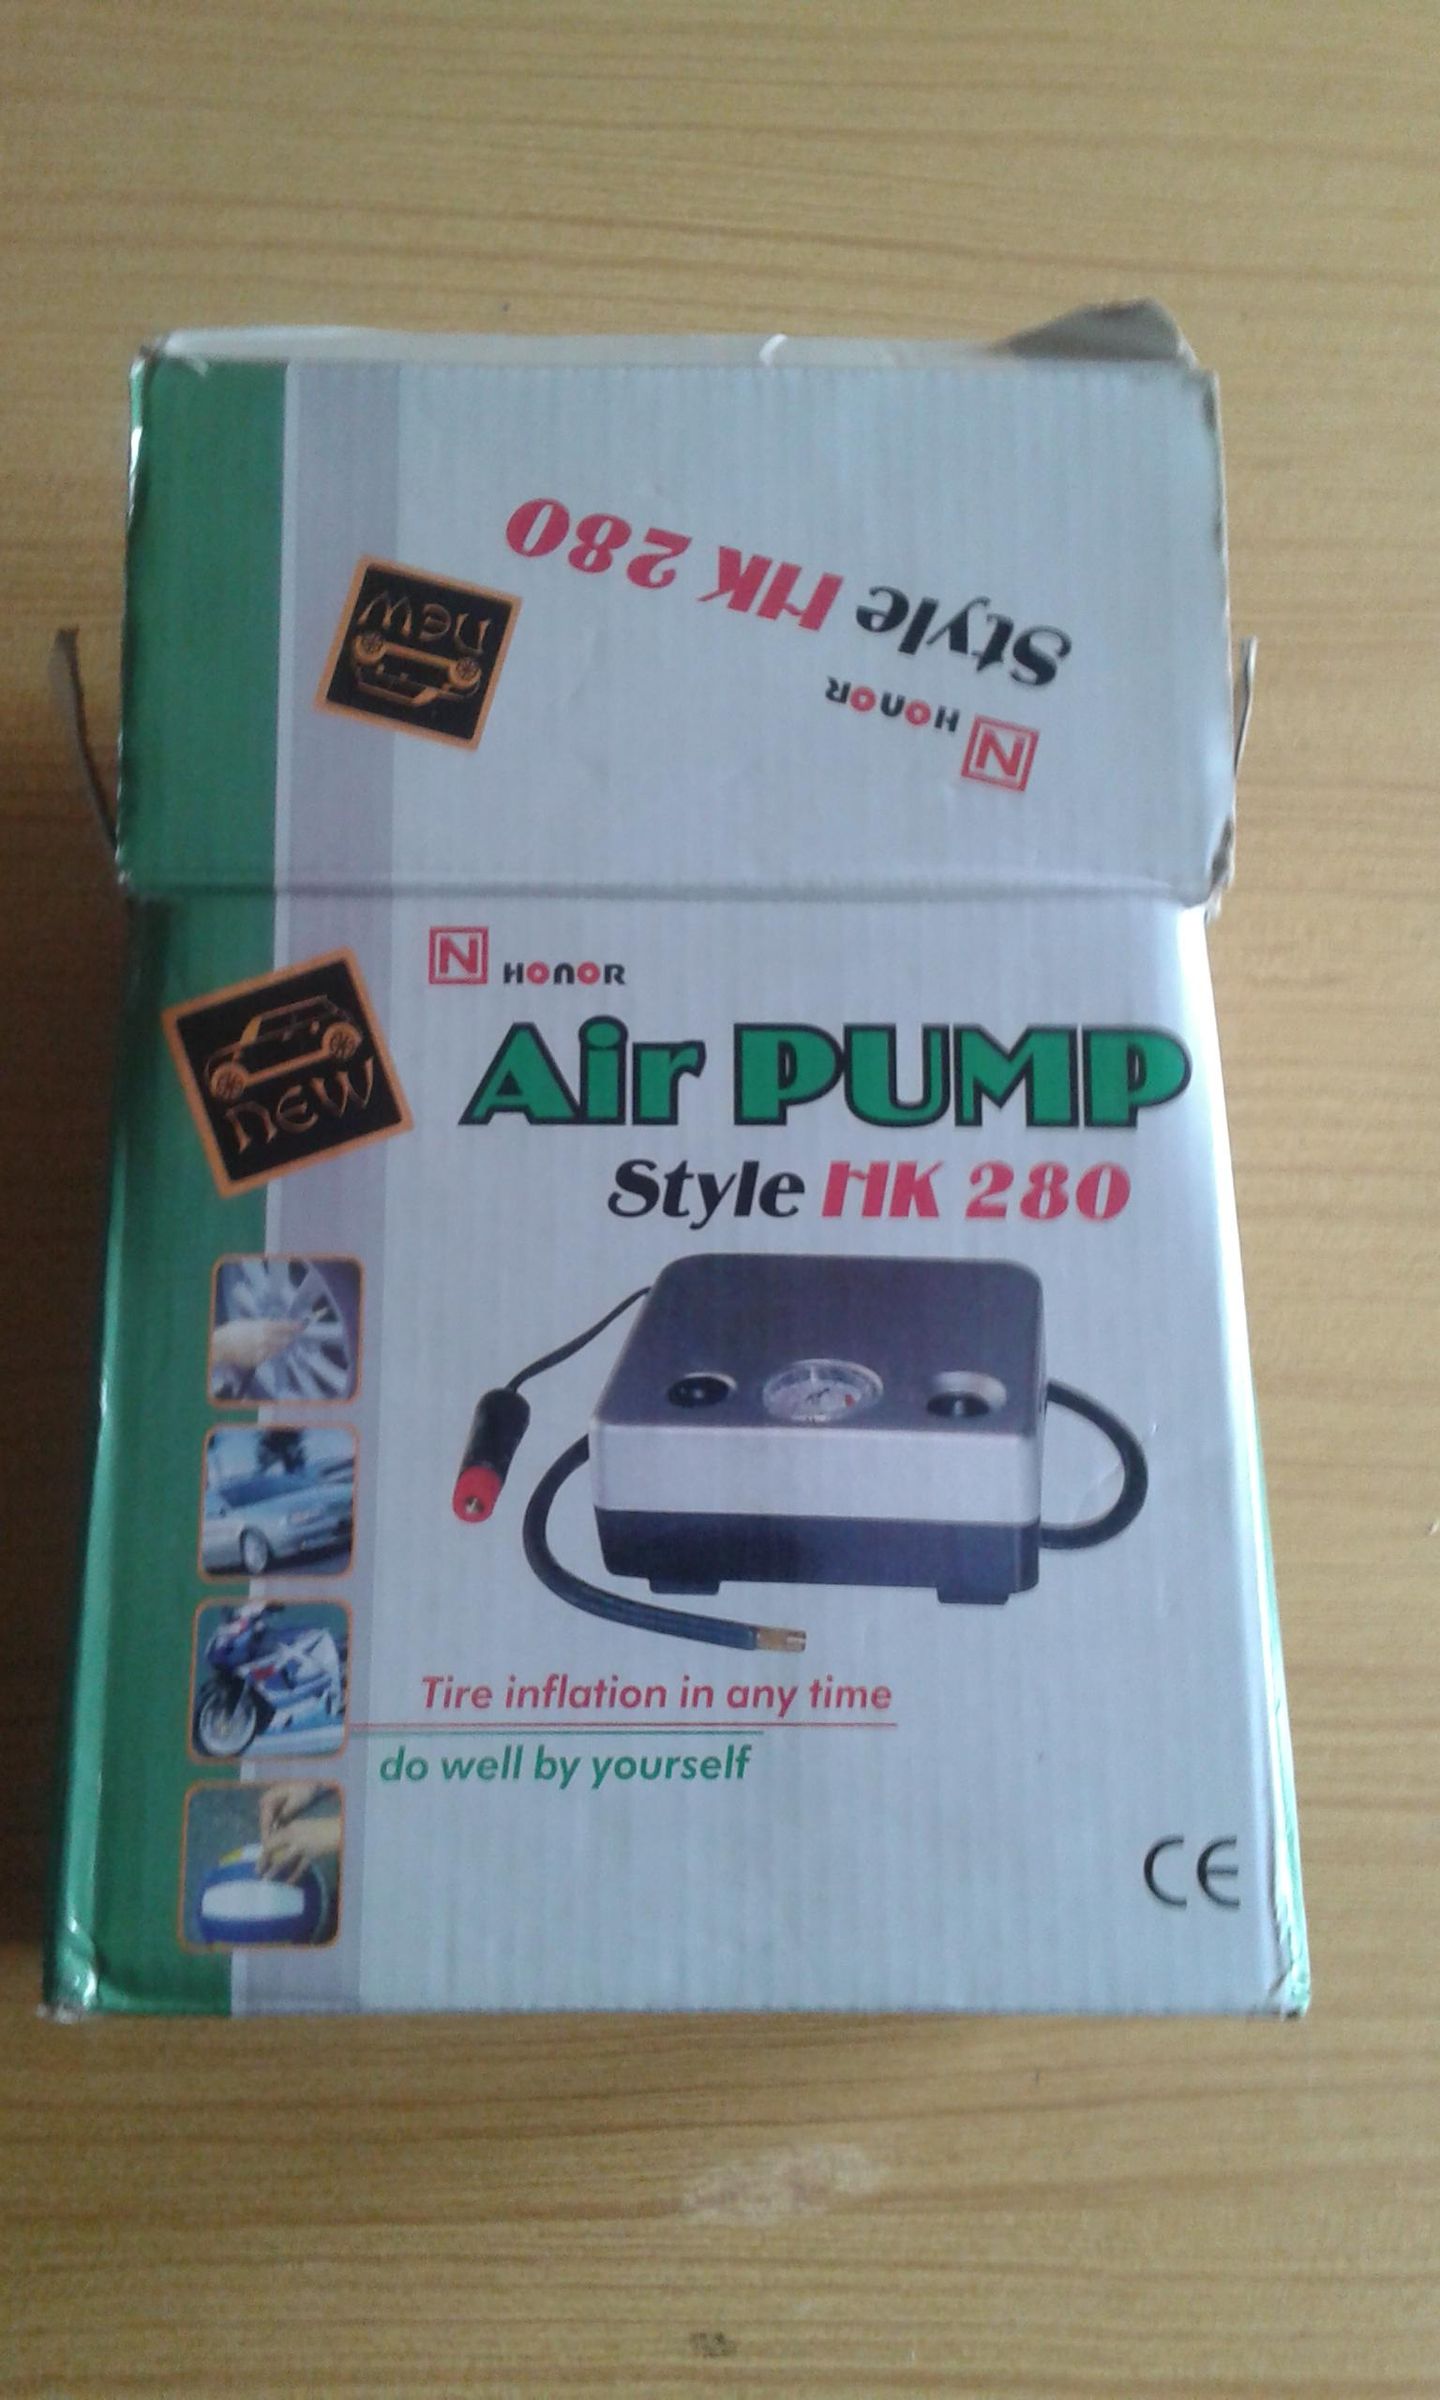 Style HK 280
N HONOR
new
N HONOR
new
Air PUMP
Style HK 280
Tire inflation in any time
do well by yourself
CE